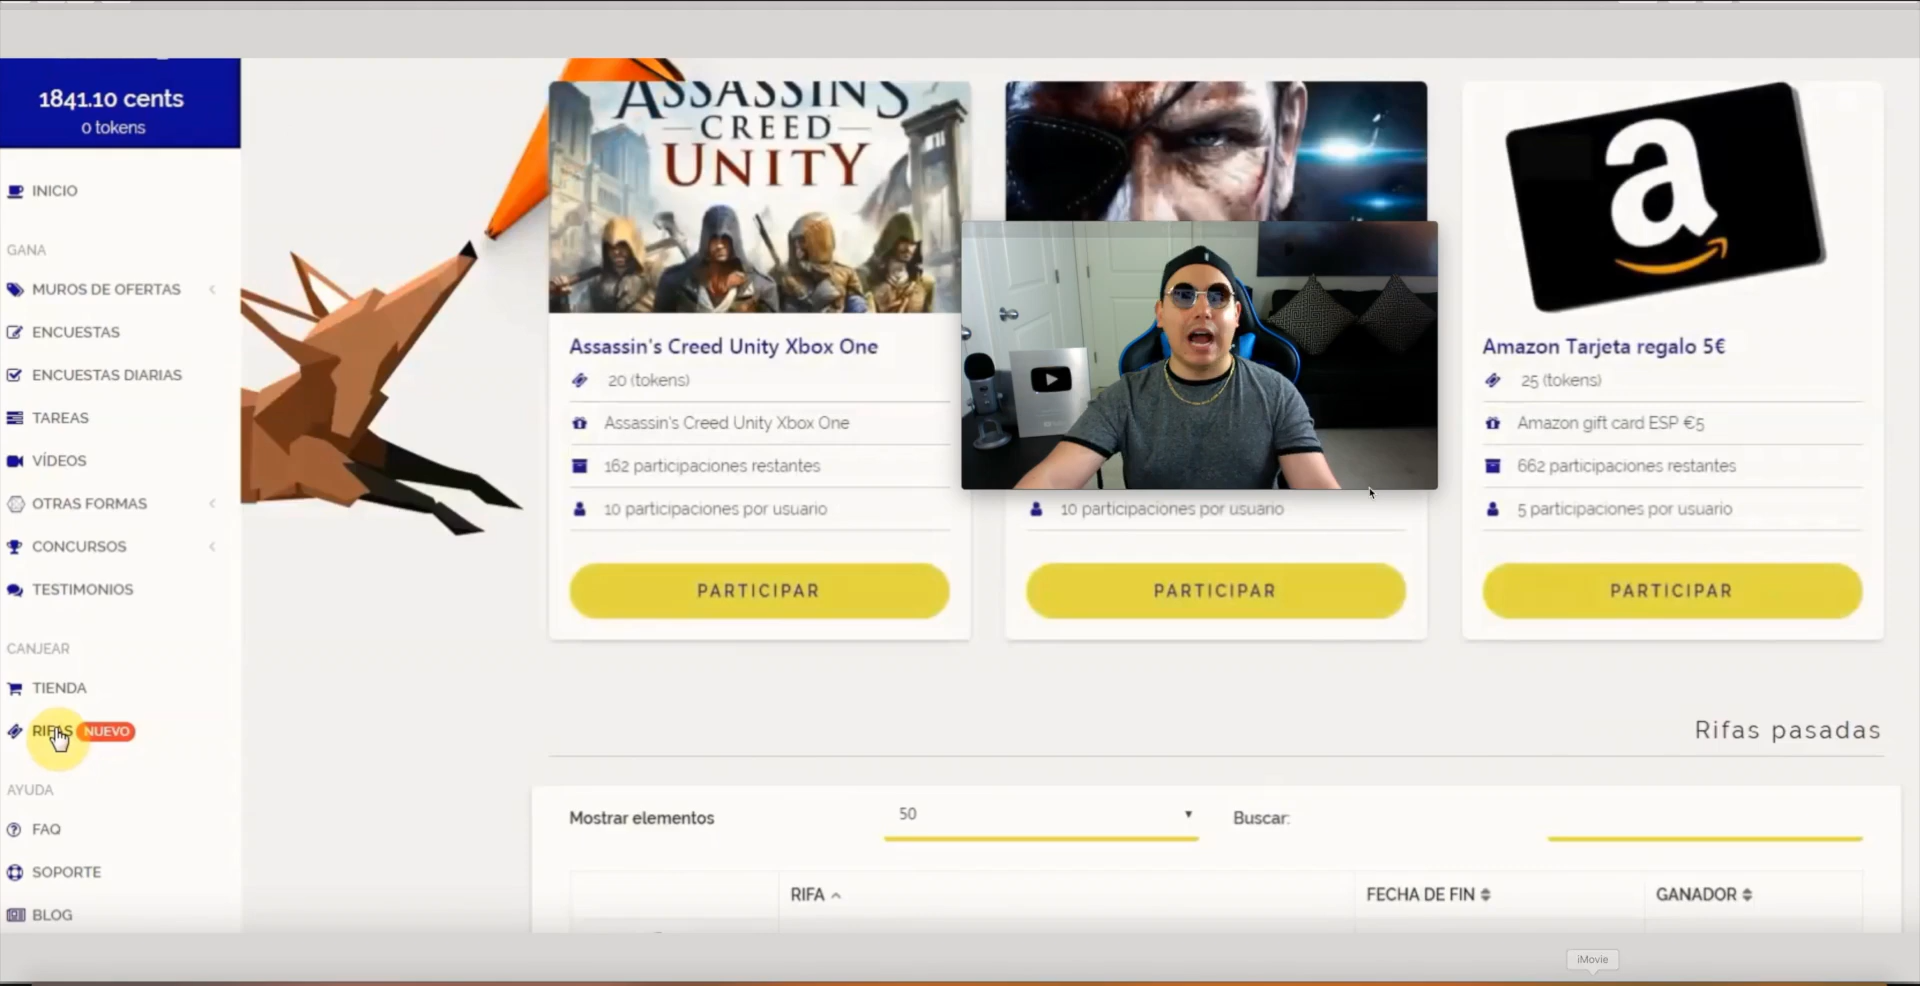 1841.10 cents
0 tokens
INICIO
GANA
MUROS DE OFERTAS
ENCUESTAS
ENCUESTAS DIARIAS
TAREAS
VÍDEOS
OTRAS FORMAS
CONCURSOS
TESTIMONIOS
CANJEAR
TIENDA
RIFAS NUEVO
AYUDA
FAQ
SOPORTE
BLOG
ASSASSIN'S
CREED
UNITY
Assassin's Creed Unity Xbox One
20 (tokens)
Assassin's Creed Unity Xbox One
162 participaciones restantes
10 participaciones por usuario
PARTICIPAR
10 participaciones por usuario
PARTICIPAR
a
Amazon Tarjeta regalo 5€
25 (tokens)
Amazon gift card ESP €5
662 participaciones restantes
5 participaciones por usuario
PARTICIPAR
Rifas pasadas
Mostrar elementos 50 Buscar:
RIFA FECHA DE FIN GANADOR
iMovie